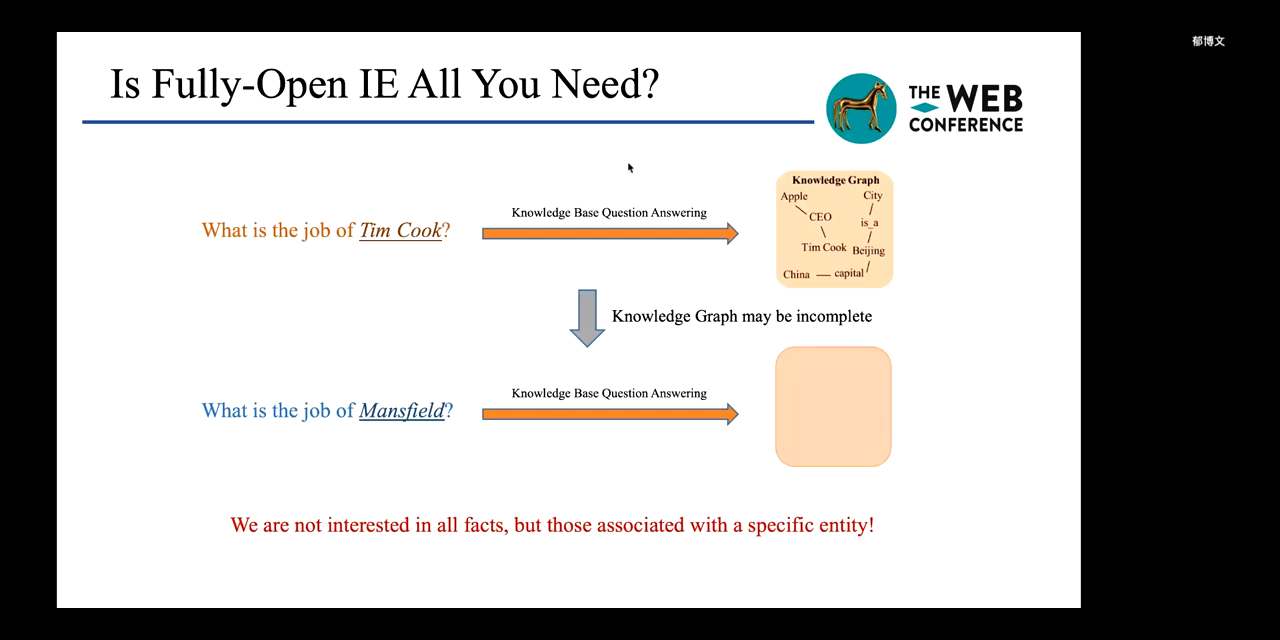 郁博文
Is Fully-Open IE All You Need?
THE WEB
CONFERENCE
Knowledge Graph
Apple City
CEO is_a
Tim Cook Beijing
China capital
What is the job of Tim Cook?
Knowledge Base Question Answering
Knowledge Graph may be incomplete
What is the job of Mansfield?
Knowledge Base Question Answering
We are not interested in all facts, but those associated with a specific entity!